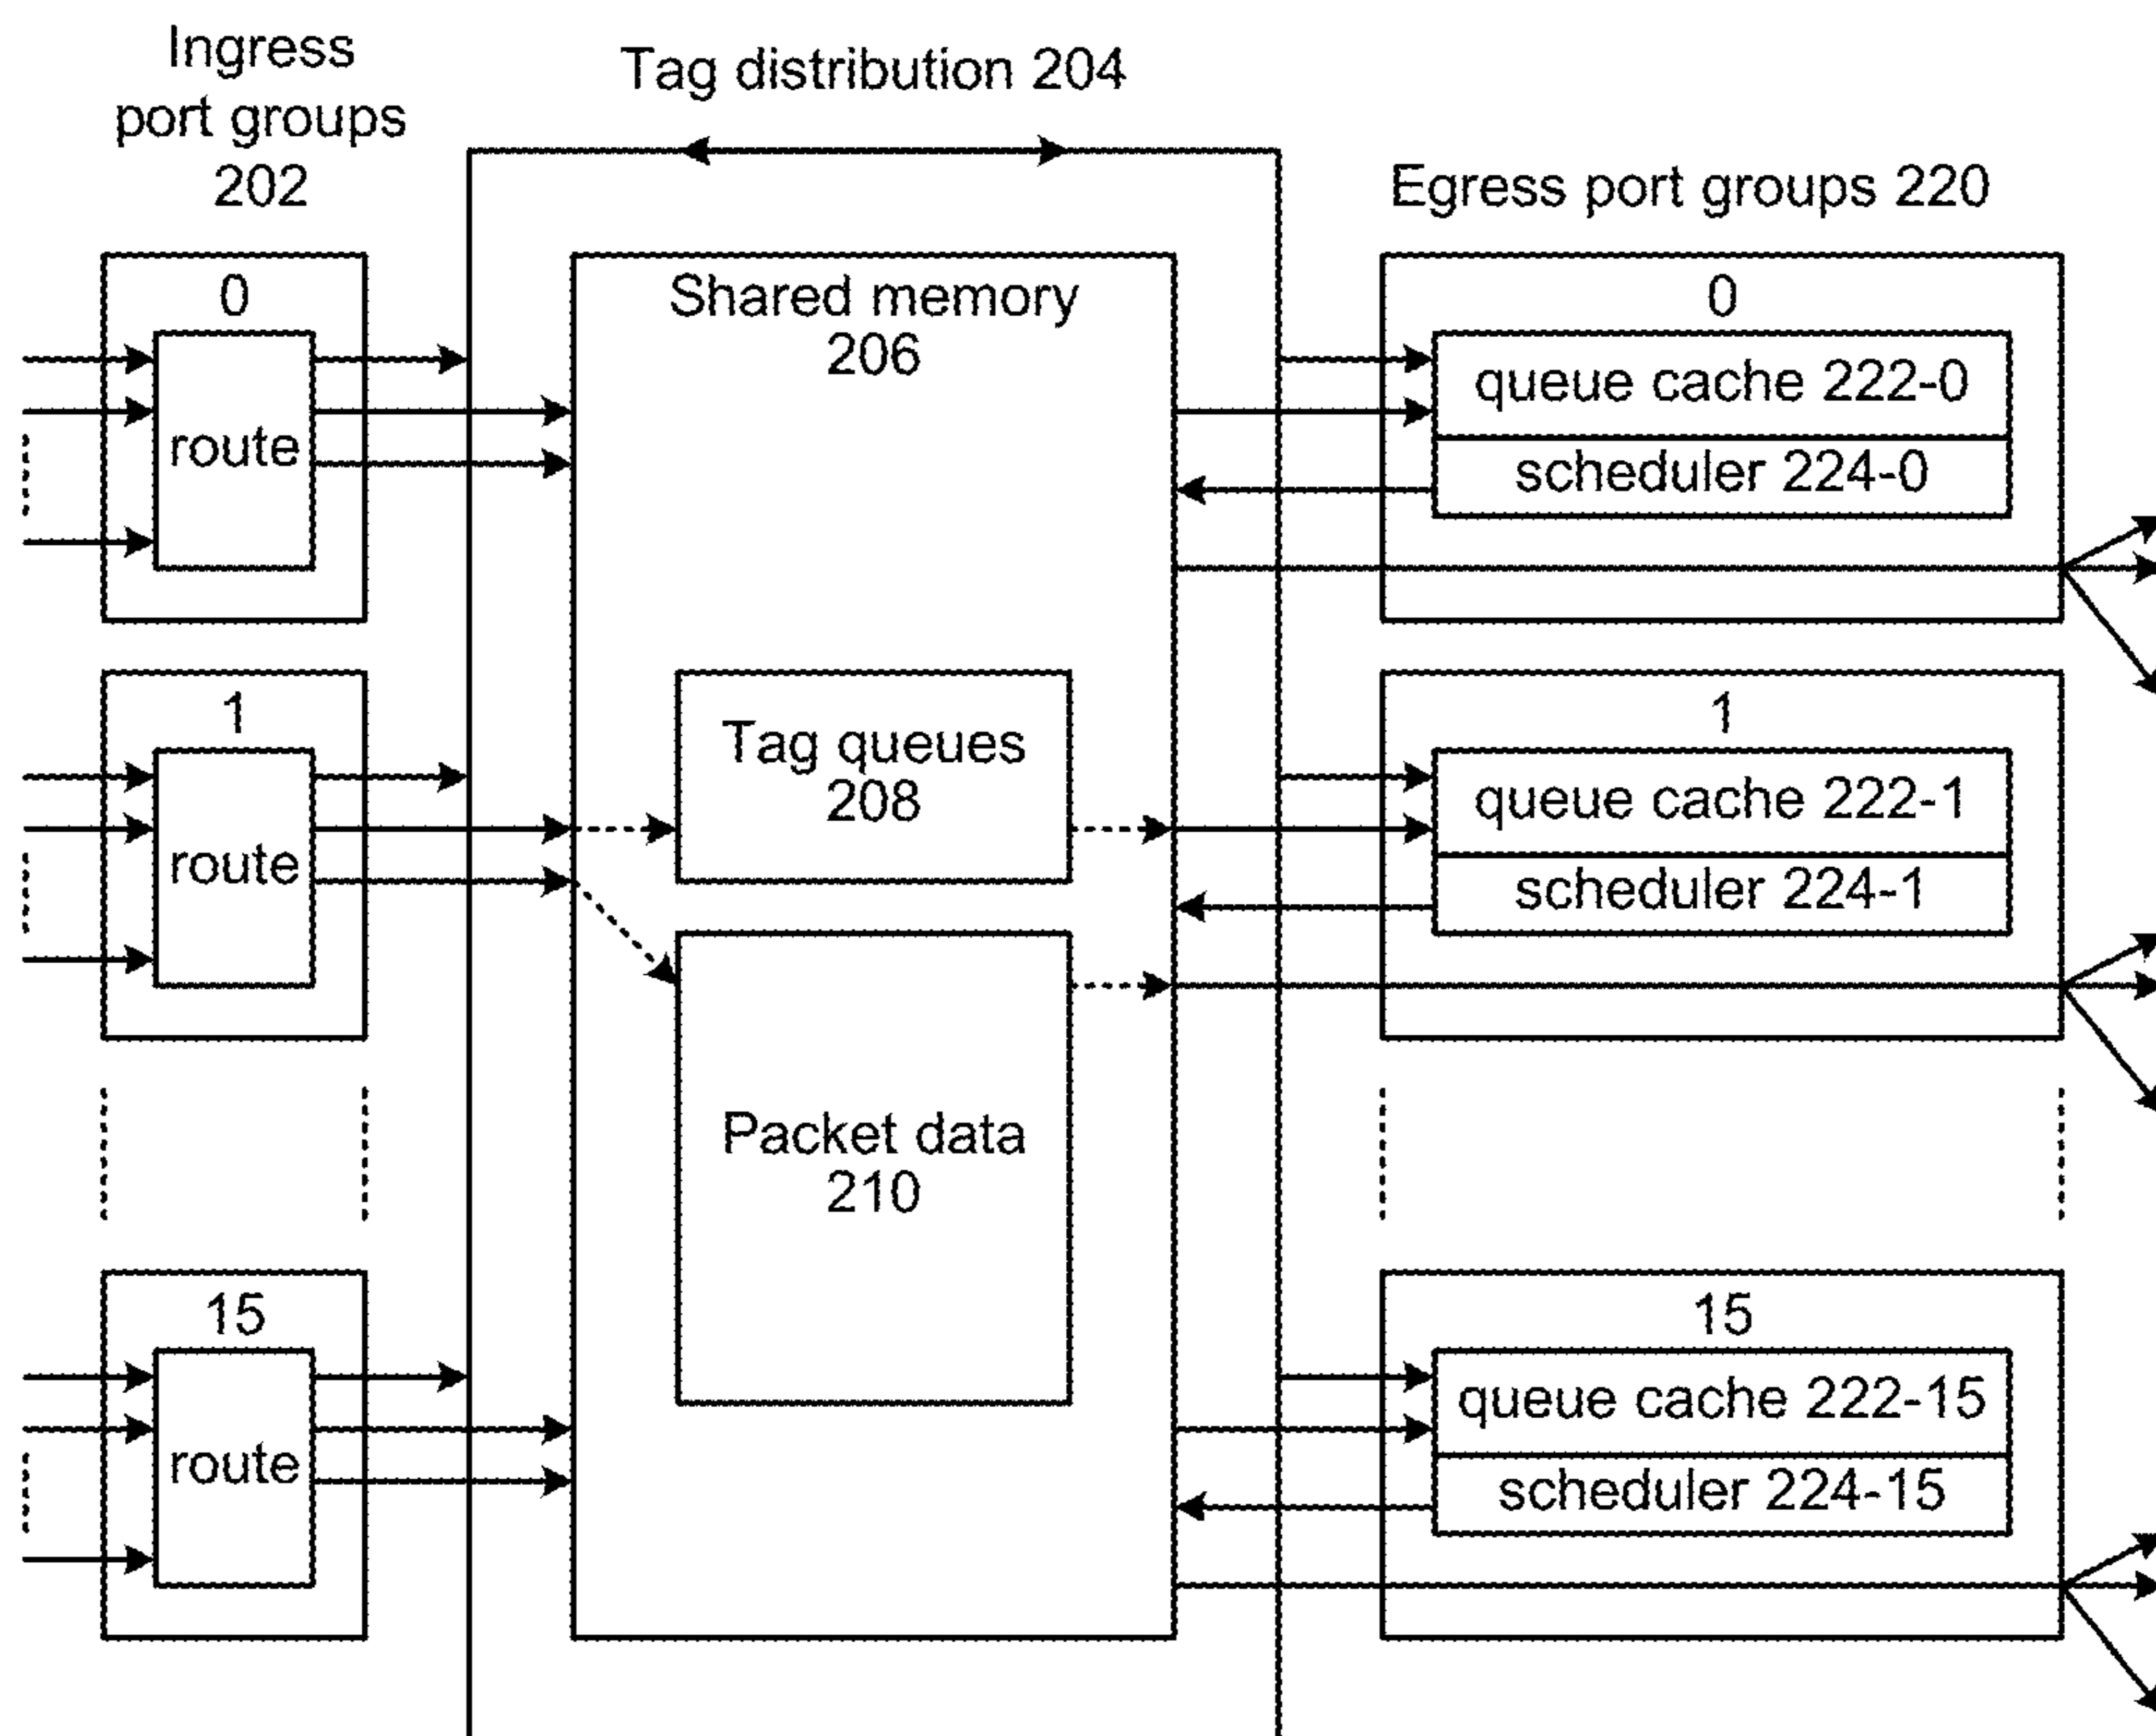 Ingress
port groups
202
Tag distribution 204
Egress port groups 220
0
route
Shared memory
206
0
queue cache 222-0
scheduler 224-0
1
route
Tag queues
208
1
queue cache 222-1
scheduler 224-1
Packet data
210
15
route
15
queue cache 222-15
scheduler 224-15